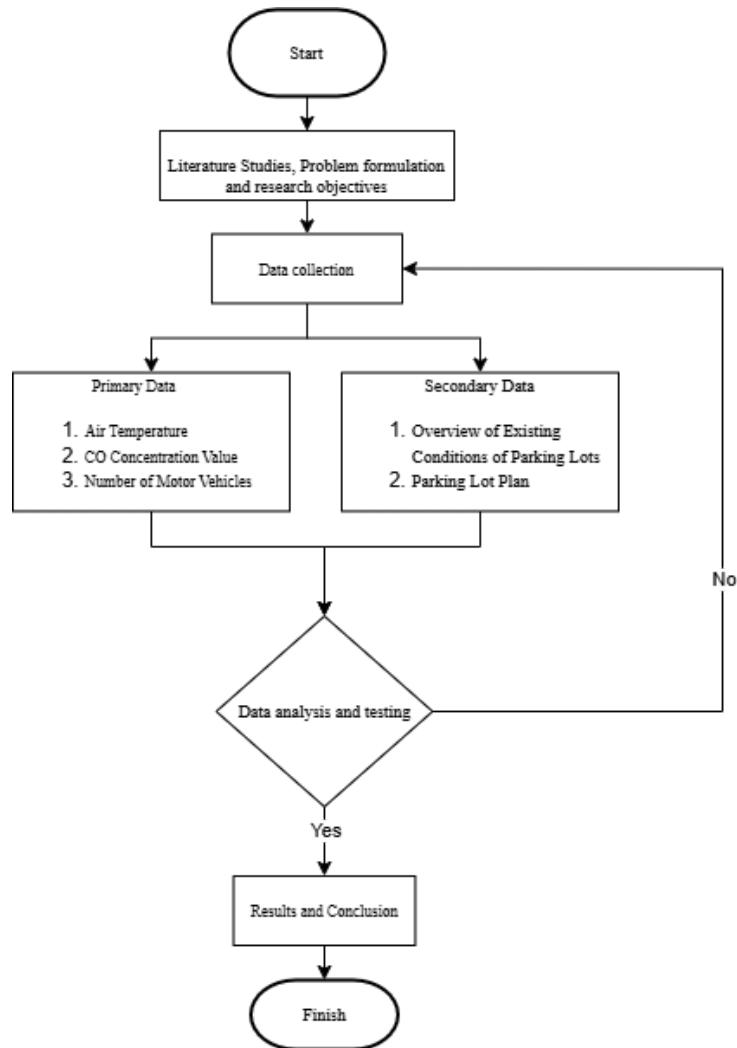 Start
Literature Studies, Problem formulation
and research objectives
Data collection
Primary Data
1. Air Temperature
2. CO Concentration Value
3. Number of Motor Vehicles
Secondary Data
1. Overview of Existing
Conditions of Parking Lots
2. Parking Lot Plan
No
Data analysis and testing
Yes
Results and Conclusion
Finish